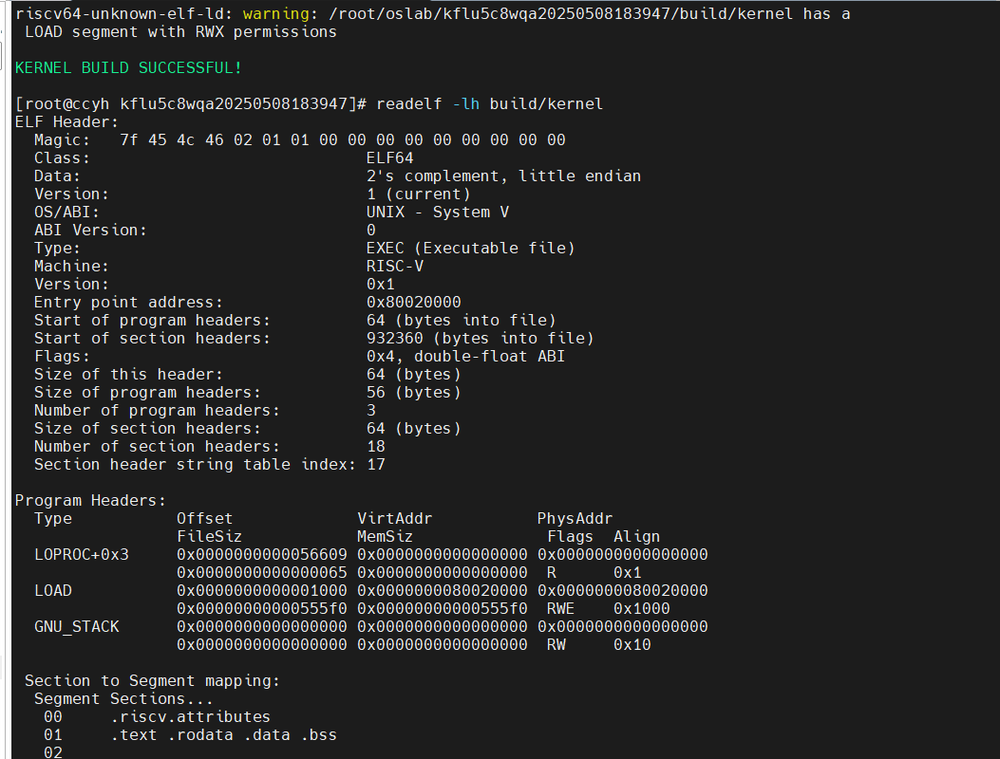 riscv64-unknown-elf-ld: warning: /root/oslab/kflu5c8wqa20250508183947/build/kernel has a
LOAD segment with RWX permissions
KERNEL BUILD SUCCESSFUL!
[root@ccyh kflu5c8wqa20250508183947]# readelf -lh build/kernel
ELF Header:
Magic: 7f 45 4c 46 02 01 01 00 00 00 00 00 00 00 00 00
Class: ELF64
Data: 2's complement, little endian
Version: 1 (current)
OS/ABI: UNIX - System V
ABI Version: 0
Type: EXEC (Executable file)
Machine: RISC-V
Version: 0x1
Entry point address: 0x80020000
Start of program headers: 64 (bytes into file)
Start of section headers: 932360 (bytes into file)
Flags: 0x4, double-float ABI
Size of this header: 64 (bytes)
Size of program headers: 56 (bytes)
Number of program headers: 3
Size of section headers: 64 (bytes)
Number of section headers: 18
Section header string table index: 17
Program Headers:
Type Offset VirtAddr PhysAddr
FileSiz MemSiz Flags Align
LOPROC+0x3 0x0000000000056609 0x0000000000000000 0x0000000000000000
0x0000000000000065 0x0000000000000000 R 0x1
LOAD 0x0000000000001000 0x0000000080020000 0x0000000080020000
0x00000000000555f0 0x00000000000555f0 RWE 0x1000
GNU_STACK 0x0000000000000000 0x0000000000000000 0x0000000000000000
0x0000000000000000 0x0000000000000000 RW 0x10
Section to Segment mapping:
Segment Sections...
00 .riscv.attributes
01 .text .rodata .data .bss
02